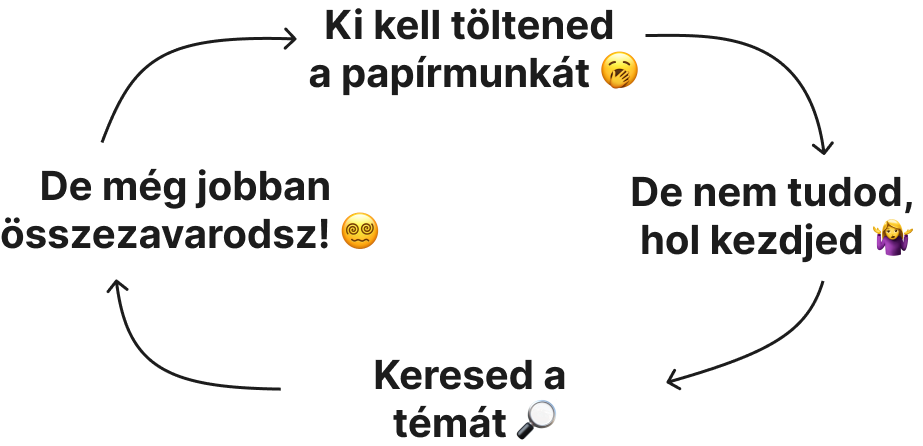 Ki kell töltened
a papírmunkát 🥱
De nem tudod,
hol kezdjed 🤷‍♀️
Keresed a
témát 🔎
De még jobban
összezavarodsz! 😵‍💫